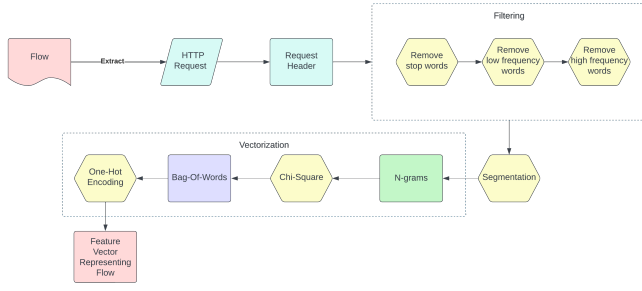 Filtering
Flow
Extract
HTTP
Request
Request
Header
Remove
stop words
Remove
low frequency
words
Remove
high frequency
words
Vectorization
One-Hot
Encoding
Bag-Of-Words
Chi-Square
N-grams
Segmentation
Feature
Vector
Representing
Flow